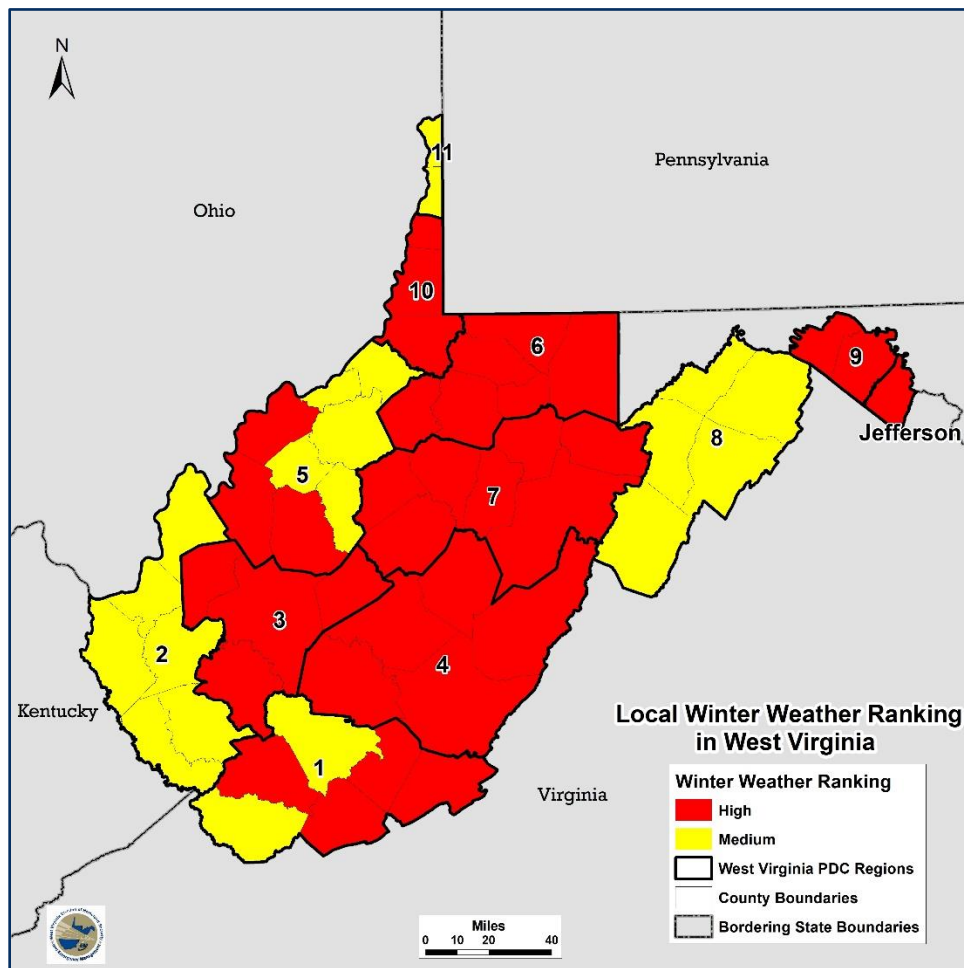 N
11
Pennsylvania
Ohio
10
6
9
Jefferson
8
5
7
3
2
4
Kentucky
1
Virginia
Local Winter Weather Ranking
in West Virginia
Winter Weather Ranking
High
Medium
West Virginia PDC Regions
County Boundaries
Bordering State Boundaries
Miles
0 10 20 40